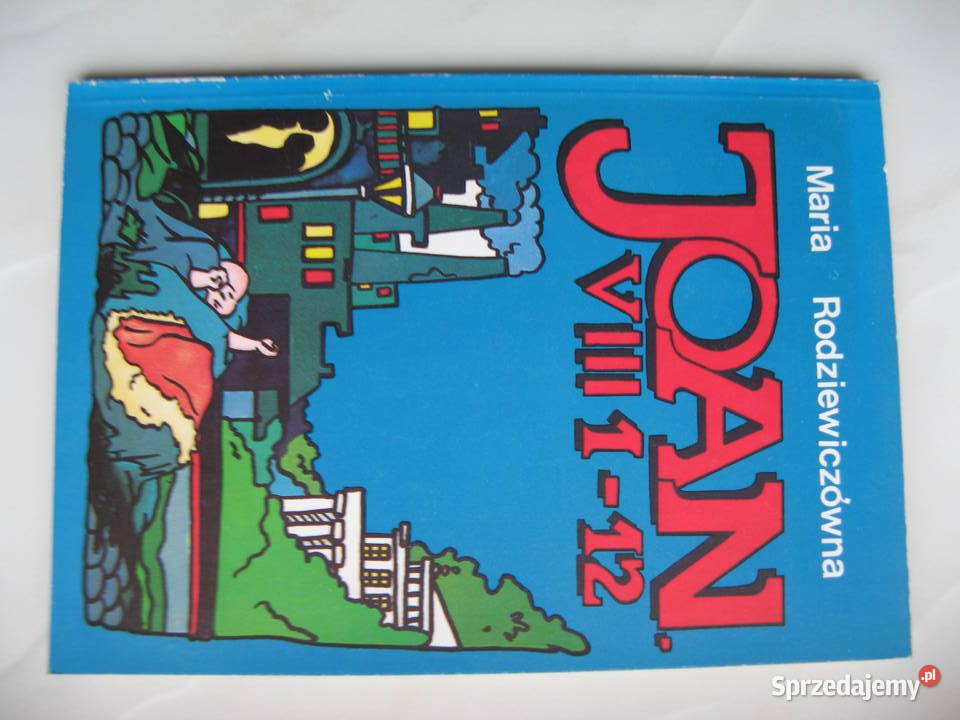 Maria Rodziewiczówna
JOAN.
VIII 1-12
Sprzedajemy.pl